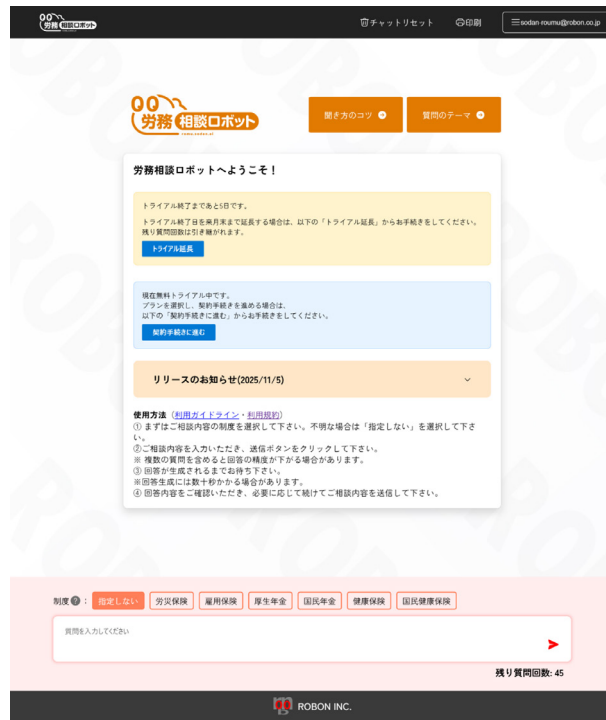 労務 相談ロボット
チャットリセット
印刷
sodan-roumu@robon.co.jp
労務 相談ロボット
聞き方のコツ
質問のテーマ
労務相談ロボットへようこそ！
トライアル終了まであと5日です。
トライアル終了日を来月末まで延長する場合は、以下の「トライアル延長」からお手続きをしてください。
残り質問回数は引き継がれます。
トライアル延長
現在無料トライアル中です。
プランを選択し、契約手続きを進める場合は、
以下の「契約手続きに進む」からお手続きをしてください。
契約手続きに進む
リリースのお知らせ(2025/11/5)
使用方法（利用ガイドライン・利用規約）
① まずはご相談内容の制度を選択して下さい。不明な場合は「指定しない」を選択して下さ
い。
②ご相談内容を入力いただき、送信ボタンをクリックして下さい。
※ 複数の質問を含めると回答の精度が下がる場合があります。
③ 回答が生成されるまでお待ち下さい。
※回答生成には数十秒かかる場合があります。
④ 回答内容をご確認いただき、必要に応じて続けてご相談内容を送信して下さい。
制度?： 指定しない 労災保険 雇用保険 厚生年金 国民年金 健康保険 国民健康保険
質問を入力してください
残り質問回数: 45
ROBON INC.